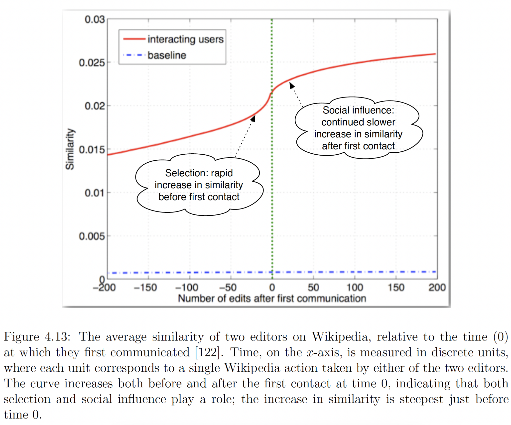 0.03
interacting users
baseline
0.025
Social influence:
continued slower
increase in similarity
after first contact
0.02
Similarity
0.015
Selection: rapid
increase in similarity
before first contact
0.01
0.005
0
−200 −150 −100 −50 0 50 100 150 200
Number of edits after first communication
Figure 4.13: The average similarity of two editors on Wikipedia, relative to the time (0)
at which they first communicated [122]. Time, on the x-axis, is measured in discrete units,
where each unit corresponds to a single Wikipedia action taken by either of the two editors.
The curve increases both before and after the first contact at time 0, indicating that both
selection and social influence play a role; the increase in similarity is steepest just before
time 0.